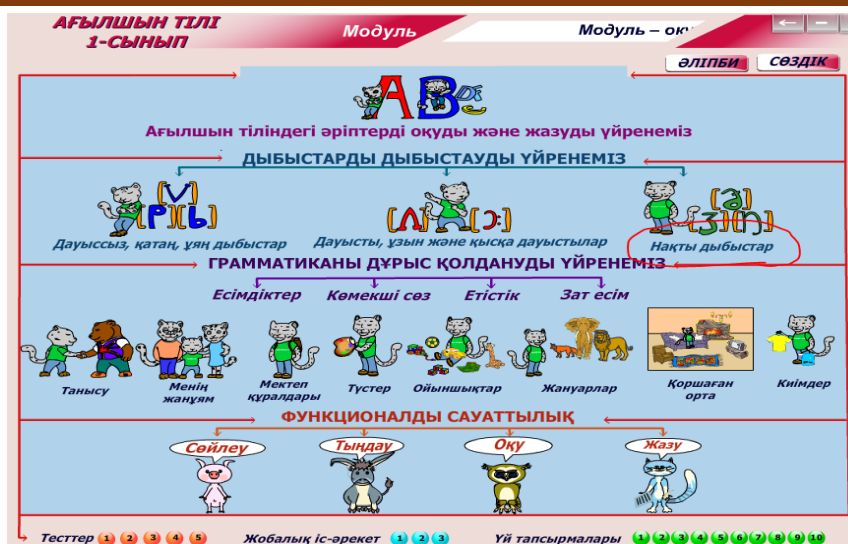 АҒЫЛШЫН ТІЛІ
1-СЫНЫП
Модуль
Модуль – оқу
ӘЛІПБИ
СӨЗДІК
Ағылшын тіліндегі әріптерді оқуды және жазуды үйренеміз
ДЫБЫСТАРДЫ ДЫБЫСТАУДЫ ҮЙРЕНЕМІЗ
[v]
[p][b]
[ʌ][ɔ:]
[ə]
[ʒ][ŋ]
Дауыссыз, қатаң, ұяң дыбыстар
Дауысты, ұзын және қысқа дауыстылар
Нақты дыбыстар
ГРАММАТИКАНЫ ДҰРЫС ҚОЛДАНУДЫ ҮЙРЕНЕМІЗ
Есімдіктер Көмекші сөз Етістік Зат есім
Танысу
Менің
жанұям
Мектеп
құралдары
Түстер
Ойыншықтар
Жануарлар
Қоршаған
орта
Киімдер
ФУНКЦИОНАЛДЫ САУАТТЫЛЫҚ
Сөйлеу
Тыңдау
Оқу
Жазу
Тесттер 1 2 3 4 5
Жобалық іс-әрекет 1 2 3
Үй тапсырмалары 1 2 3 4 5 6 7 8 9 10